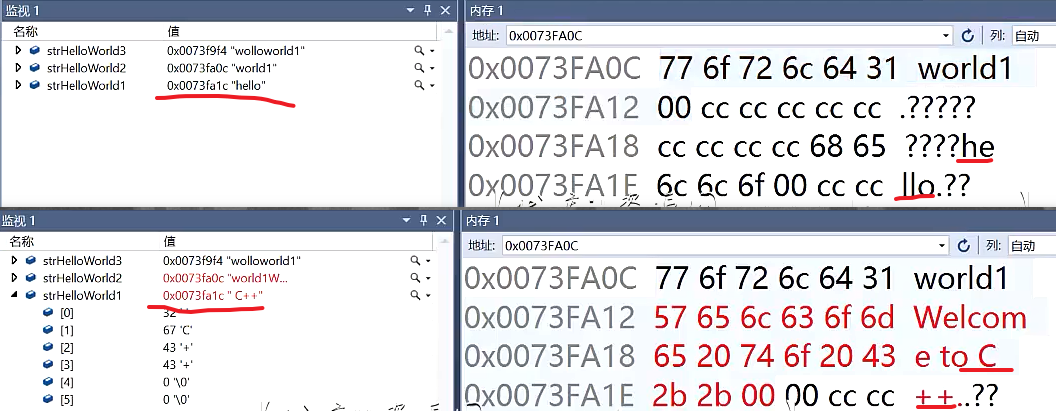 监视 1
名称 值
strHelloWorld3 0x0073f9f4 "wolloworld1"
strHelloWorld2 0x0073fa0c "world1"
strHelloWorld1 0x0073fa1c "hello"
内存 1
地址: 0x0073FA0C 列: 自动
0x0073FA0C 77 6f 72 6c 64 31 world1
0x0073FA12 00 cc cc cc cc cc .?????
0x0073FA18 cc cc cc cc 68 65 ????he
0x0073FA1E 6c 6c 6f 00 cc cc llo.??
监视 1
名称 值
strHelloWorld3 0x0073f9f4 "wolloworld1"
strHelloWorld2 0x0073fa0c "world1W...
strHelloWorld1 0x0073fa1c " C++"
[0] 32 ' '
[1] 67 'C'
[2] 43 '+'
[3] 43 '+'
[4] 0 '\0'
[5] 0 '\0'
内存 1
地址: 0x0073FA0C 列: 自动
0x0073FA0C 77 6f 72 6c 64 31 world1
0x0073FA12 57 65 6c 63 6f 6d Welcom
0x0073FA18 65 20 74 6f 20 43 e to C
0x0073FA1E 2b 2b 00 00 cc cc ++..??